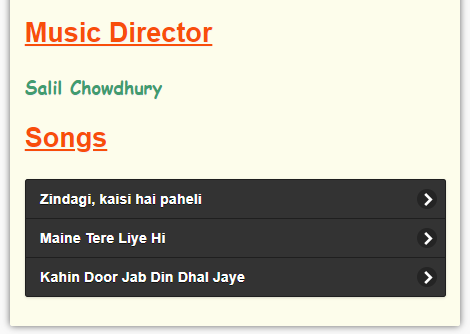 Music Director
Salil Chowdhury
Songs
Zindagi, kaisi hai paheli
Maine Tere Liye Hi
Kahin Door Jab Din Dhal Jaye